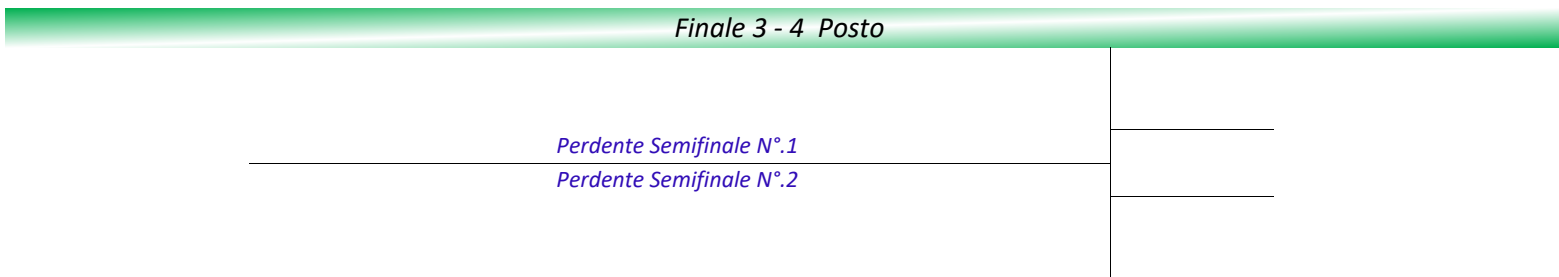 Finale 3 - 4 Posto
Perdente Semifinale N°.1
Perdente Semifinale N°.2